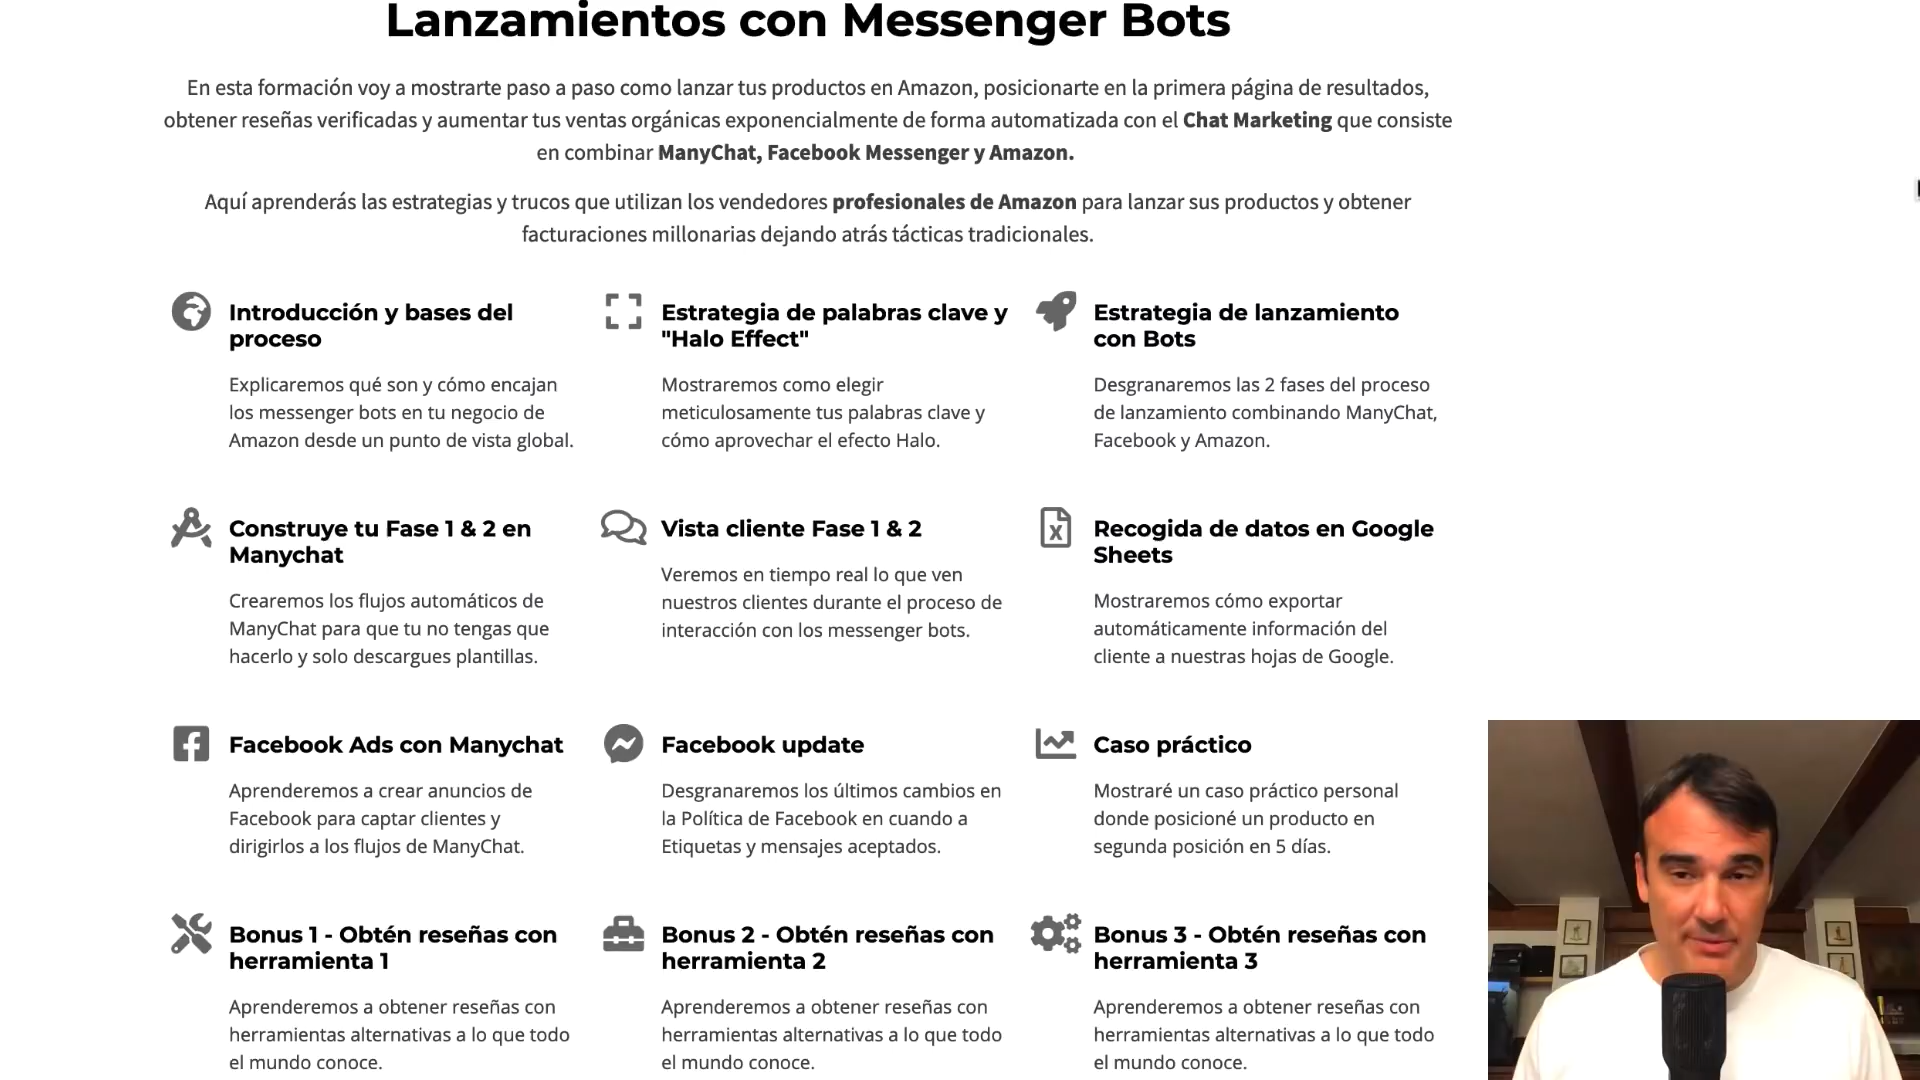 Lanzamientos con Messenger Bots
En esta formación voy a mostrarte paso a paso como lanzar tus productos en Amazon, posicionarte en la primera página de resultados,
obtener reseñas verificadas y aumentar tus ventas orgánicas exponencialmente de forma automatizada con el Chat Marketing que consiste
en combinar ManyChat, Facebook Messenger y Amazon.
Aquí aprenderás las estrategias y trucos que utilizan los vendedores profesionales de Amazon para lanzar sus productos y obtener
facturaciones millonarias dejando atrás tácticas tradicionales.
Introducción y bases del
proceso
Explicaremos qué son y cómo encajan
los messenger bots en tu negocio de
Amazon desde un punto de vista global.
Estrategia de palabras clave y
"Halo Effect"
Mostraremos como elegir
meticulosamente tus palabras clave y
cómo aprovechar el efecto Halo.
Estrategia de lanzamiento
con Bots
Desgranaremos las 2 fases del proceso
de lanzamiento combinando ManyChat,
Facebook y Amazon.
Construye tu Fase 1 & 2 en
Manychat
Crearemos los flujos automáticos de
ManyChat para que tu no tengas que
hacerlo y solo descargues plantillas.
Vista cliente Fase 1 & 2
Veremos en tiempo real lo que ven
nuestros clientes durante el proceso de
interacción con los messenger bots.
Recogida de datos en Google
Sheets
Mostraremos cómo exportar
automáticamente información del
cliente a nuestras hojas de Google.
Facebook Ads con Manychat
Aprenderemos a crear anuncios de
Facebook para captar clientes y
dirigirlos a los flujos de ManyChat.
Facebook update
Desgranaremos los últimos cambios en
la Política de Facebook en cuando a
Etiquetas y mensajes aceptados.
Caso práctico
Mostraré un caso práctico personal
donde posicioné un producto en
segunda posición en 5 días.
Bonus 1 - Obtén reseñas con
herramienta 1
Aprenderemos a obtener reseñas con
herramientas alternativas a lo que todo
el mundo conoce.
Bonus 2 - Obtén reseñas con
herramienta 2
Aprenderemos a obtener reseñas con
herramientas alternativas a lo que todo
el mundo conoce.
Bonus 3 - Obtén reseñas con
herramienta 3
Aprenderemos a obtener reseñas con
herramientas alternativas a lo que todo
el mundo conoce.